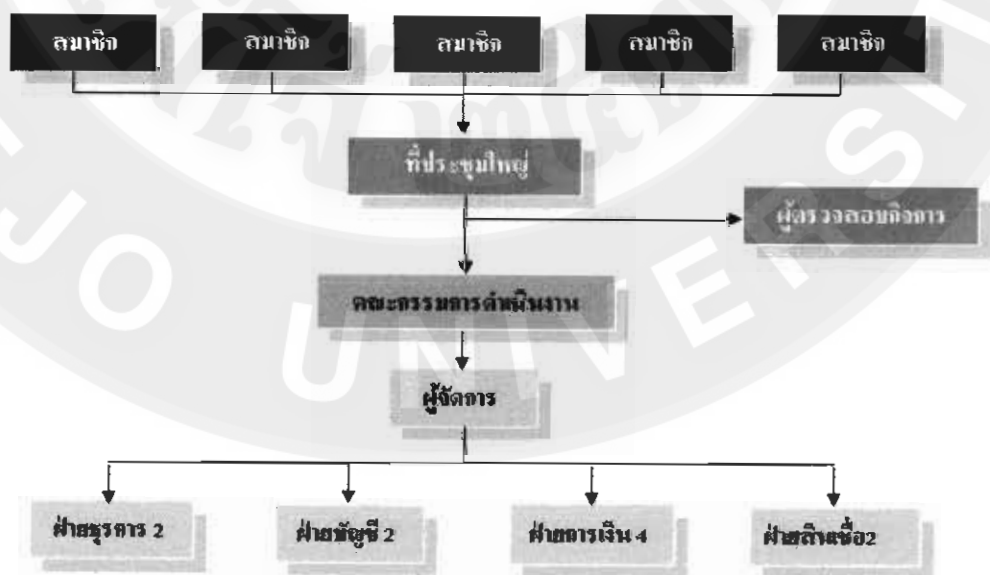 สมาชิก สมาชิก สมาชิก สมาชิก สมาชิก
ที่ประชุมใหญ่
ผู้ตรวจสอบกิจการ
คณะกรรมการดำเนินงาน
ผู้จัดการ
ฝ่ายธุรการ 2 ฝ่ายบัญชี 2 ฝ่ายการเงิน 4 ฝ่ายสินเชื่อ2
JO UNIVERSIT